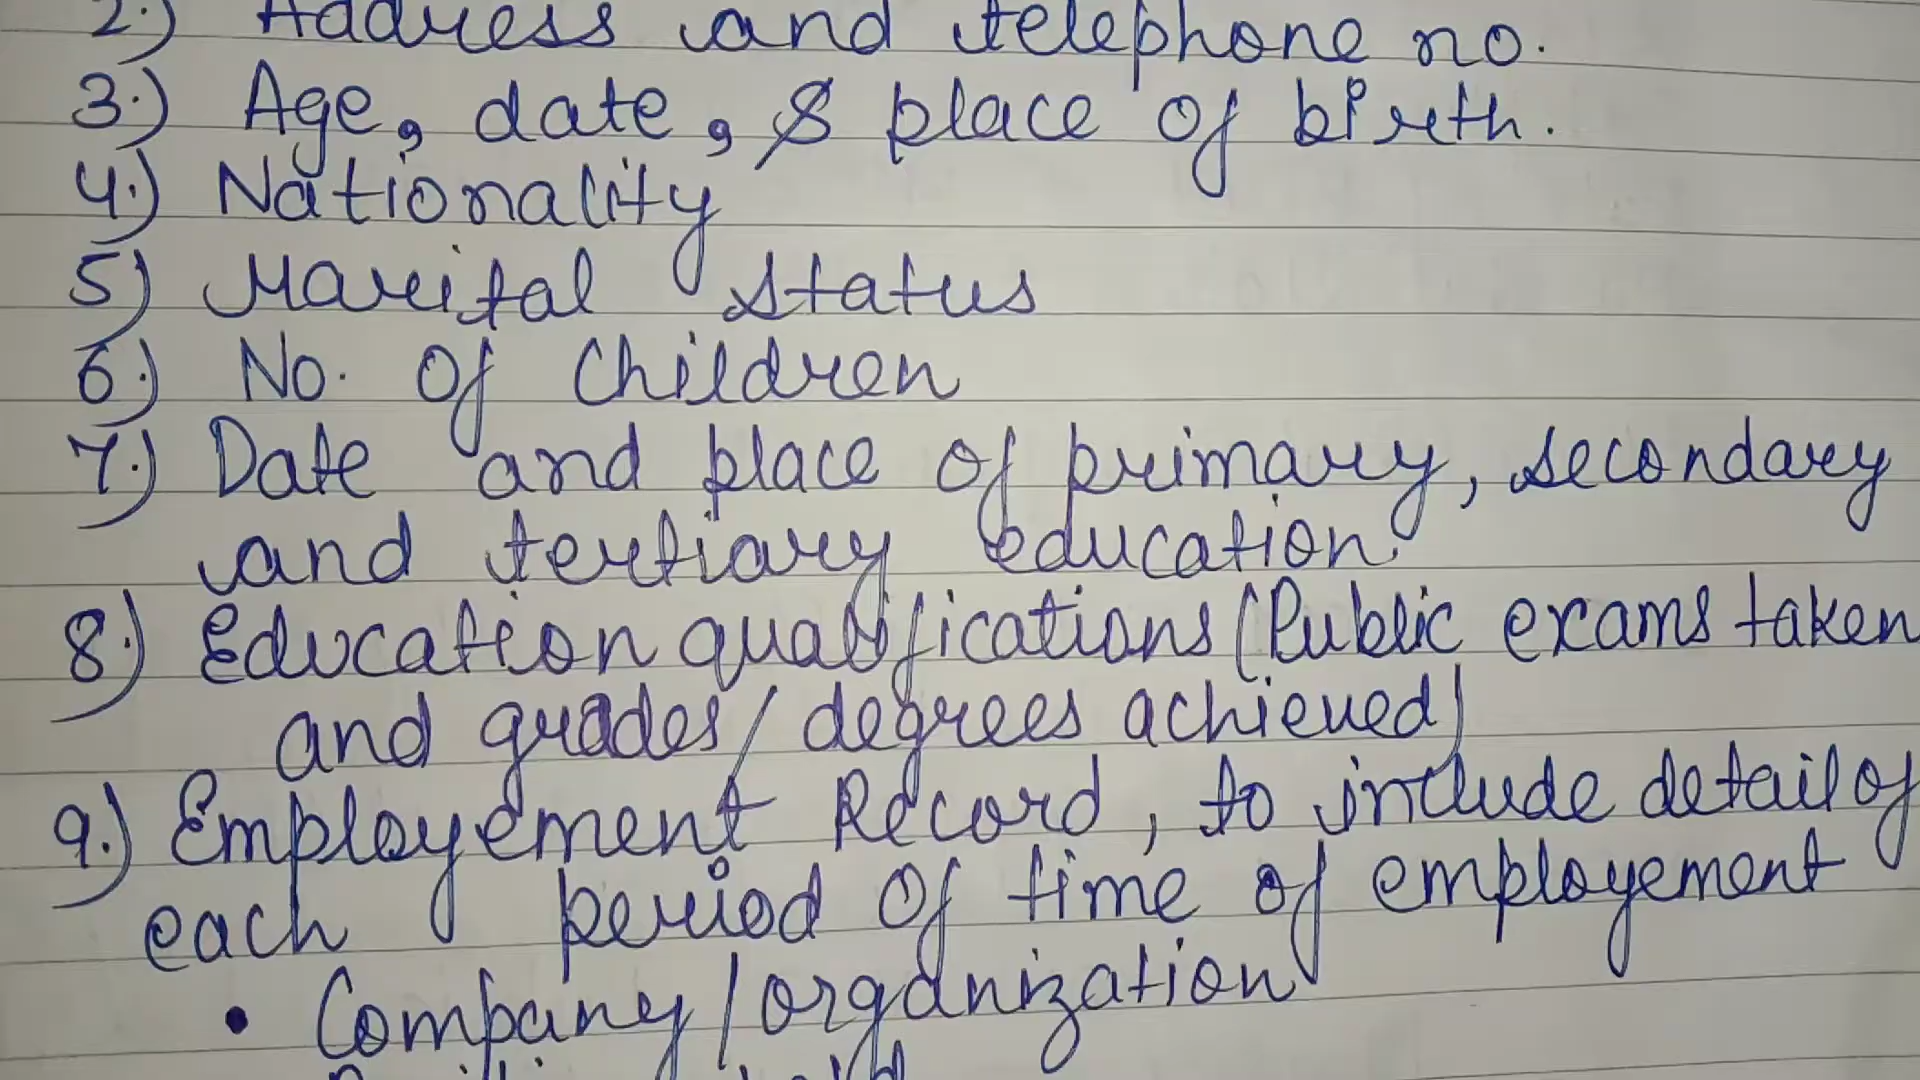 2.) Address and telephone no.
3.) Age, date, & place of birth.
4.) Nationality
5) Marital status
6.) No. Of Children
7.) Date and place of primary, secondary
and tertiary education
8.) Education qualifications (Public exams taken
and grades/degrees achieved)
9.) Employement Record, to include detail of
each period Of time of employement
• Company/organization